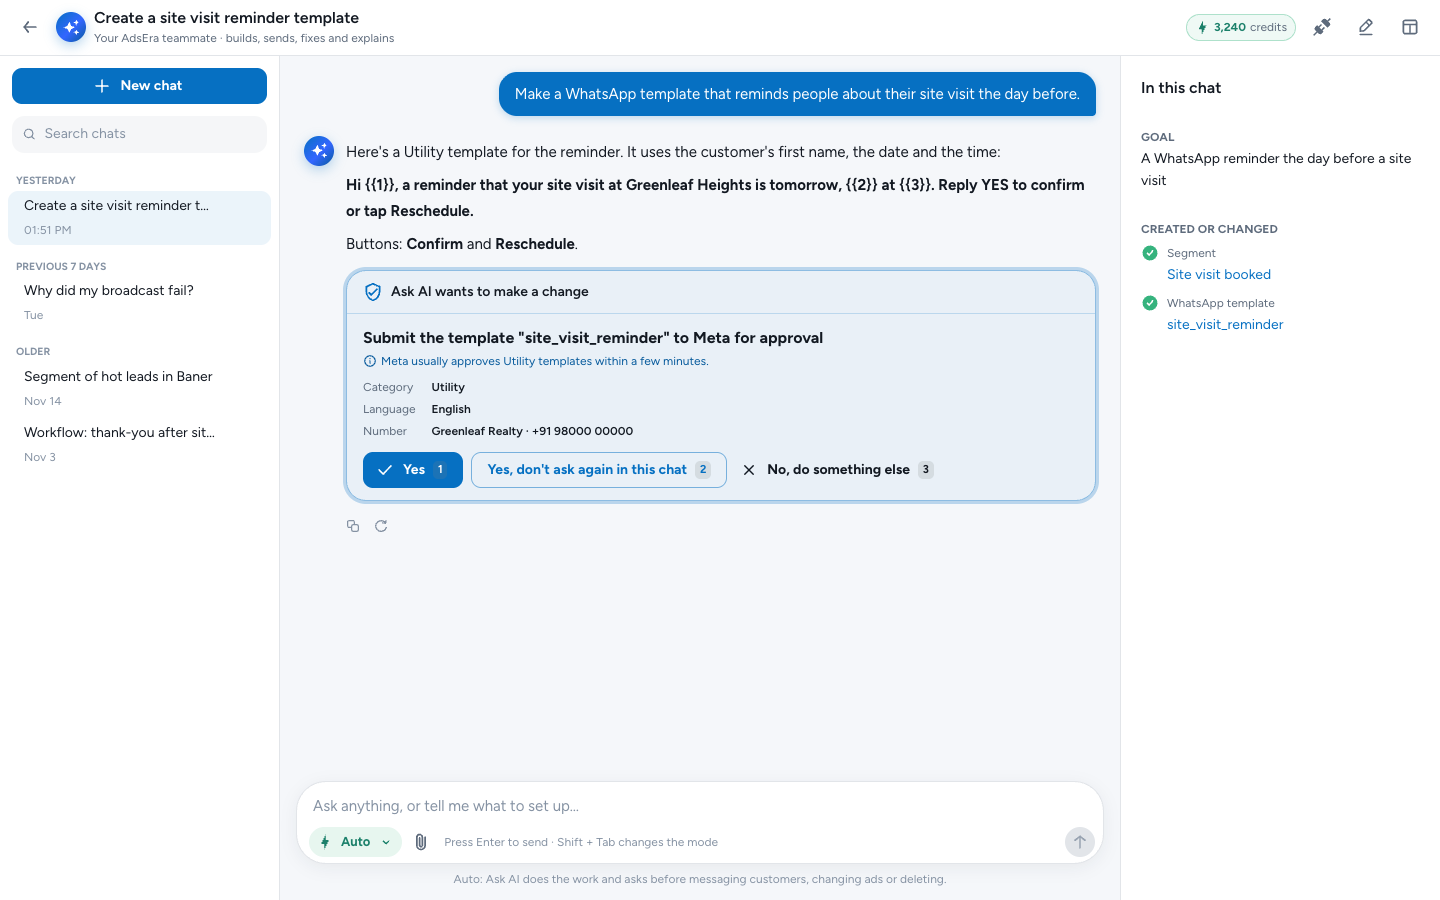 Create a site visit reminder template
Your AdsEra teammate · builds, sends, fixes and explains
3,240 credits
New chat
Search chats
YESTERDAY
Create a site visit reminder t...
01:51 PM
PREVIOUS 7 DAYS
Why did my broadcast fail?
Tue
OLDER
Segment of hot leads in Baner
Nov 14
Workflow: thank-you after sit...
Nov 3
Make a WhatsApp template that reminds people about their site visit the day before.
Here's a Utility template for the reminder. It uses the customer's first name, the date and the time:
Hi {{1}}, a reminder that your site visit at Greenleaf Heights is tomorrow, {{2}} at {{3}}. Reply YES to confirm
or tap Reschedule.
Buttons: Confirm and Reschedule.
Ask AI wants to make a change
Submit the template "site_visit_reminder" to Meta for approval
Meta usually approves Utility templates within a few minutes.
Category Utility
Language English
Number Greenleaf Realty · +91 98000 00000
Yes 1
Yes, don't ask again in this chat 2
No, do something else 3
Ask anything, or tell me what to set up...
Auto
Press Enter to send · Shift + Tab changes the mode
Auto: Ask AI does the work and asks before messaging customers, changing ads or deleting.
In this chat
GOAL
A WhatsApp reminder the day before a site
visit
CREATED OR CHANGED
Segment
Site visit booked
WhatsApp template
site_visit_reminder